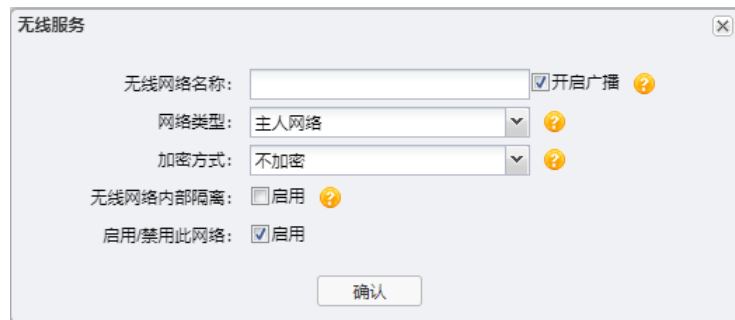 无线服务
无线网络名称： 开启广播
网络类型： 主人网络
加密方式： 不加密
无线网络内部隔离： 启用
启用/禁用此网络： 启用
确认